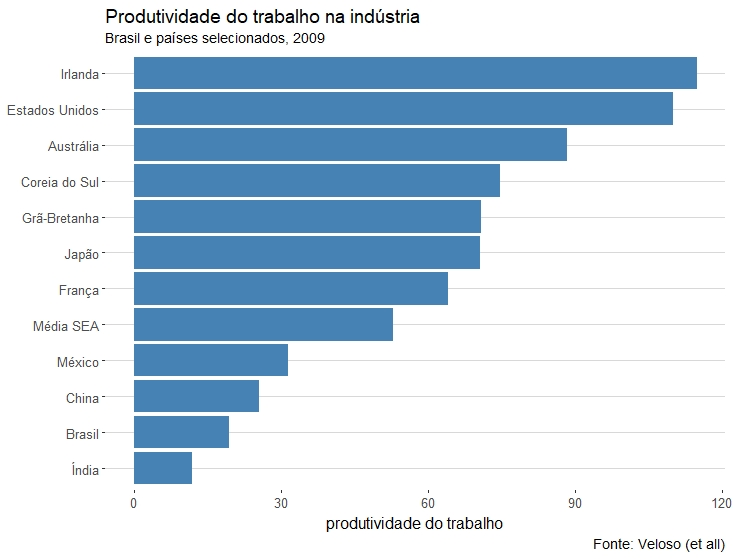 Produtividade do trabalho na indústria
Brasil e países selecionados, 2009
Irlanda
Estados Unidos
Austrália
Coreia do Sul
Grã-Bretanha
Japão
França
Média SEA
México
China
Brasil
Índia
0 30 60 90 120
produtividade do trabalho
Fonte: Veloso (et all)